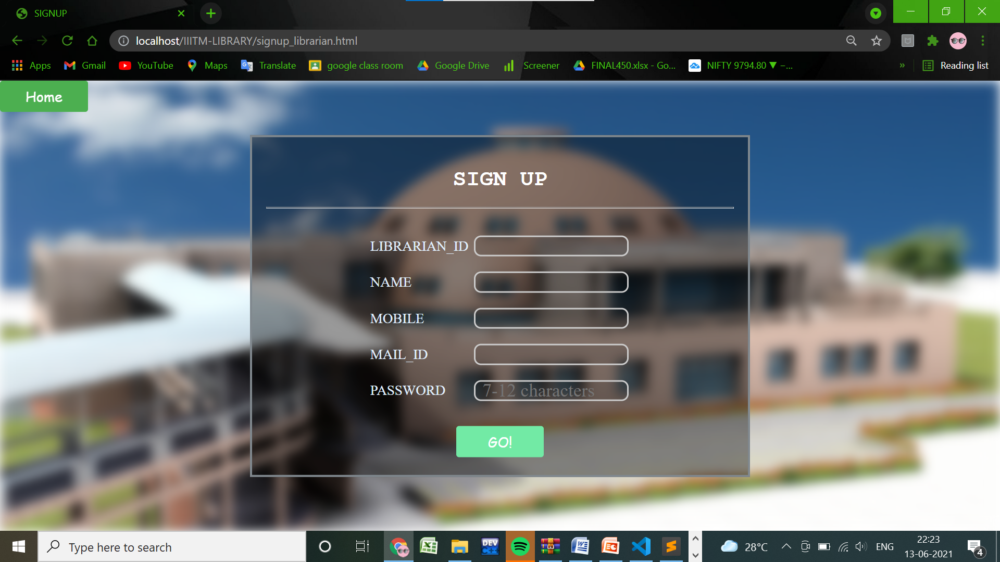 SIGNUP
localhost/IIITM-LIBRARY/signup_librarian.html
Apps Gmail YouTube Maps Translate google class room Google Drive Screener FINAL450.xlsx - Go... NIFTY 9794.80 ▼ −... » Reading list
Home
SIGN UP
LIBRARIAN_ID
NAME
MOBILE
MAIL_ID
PASSWORD 7-12 characters
GO!
Type here to search
DEV C++
28°C ENG
22:23
13-06-2021
4